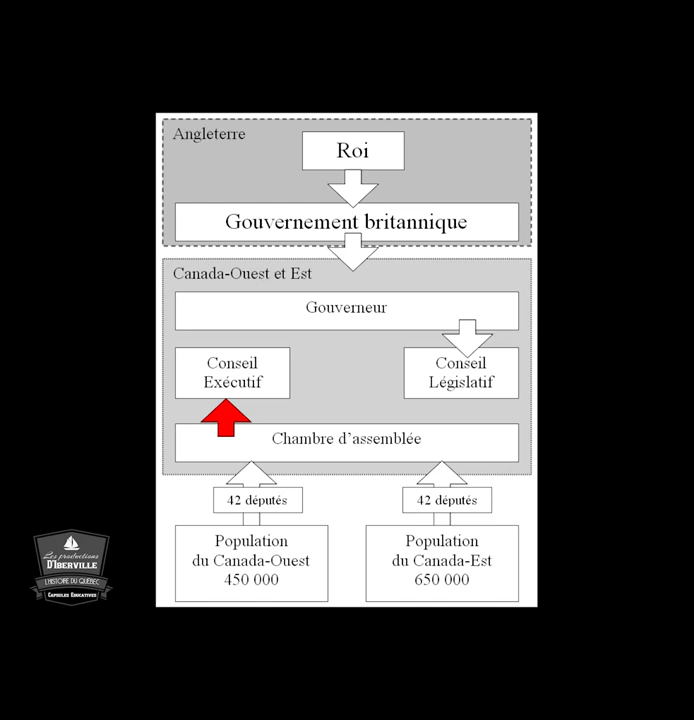 Angleterre
Roi
Gouvernement britannique
Canada-Ouest et Est
Gouverneur
Conseil
Exécutif
Conseil
Législatif
Chambre d'assemblée
42 députés
42 députés
Population
du Canada-Ouest
450 000
Population
du Canada-Est
650 000
Les productions
D'IBERVILLE
L'HISTOIRE DU QUÉBEC
CAPSULES ÉDUCATIVES